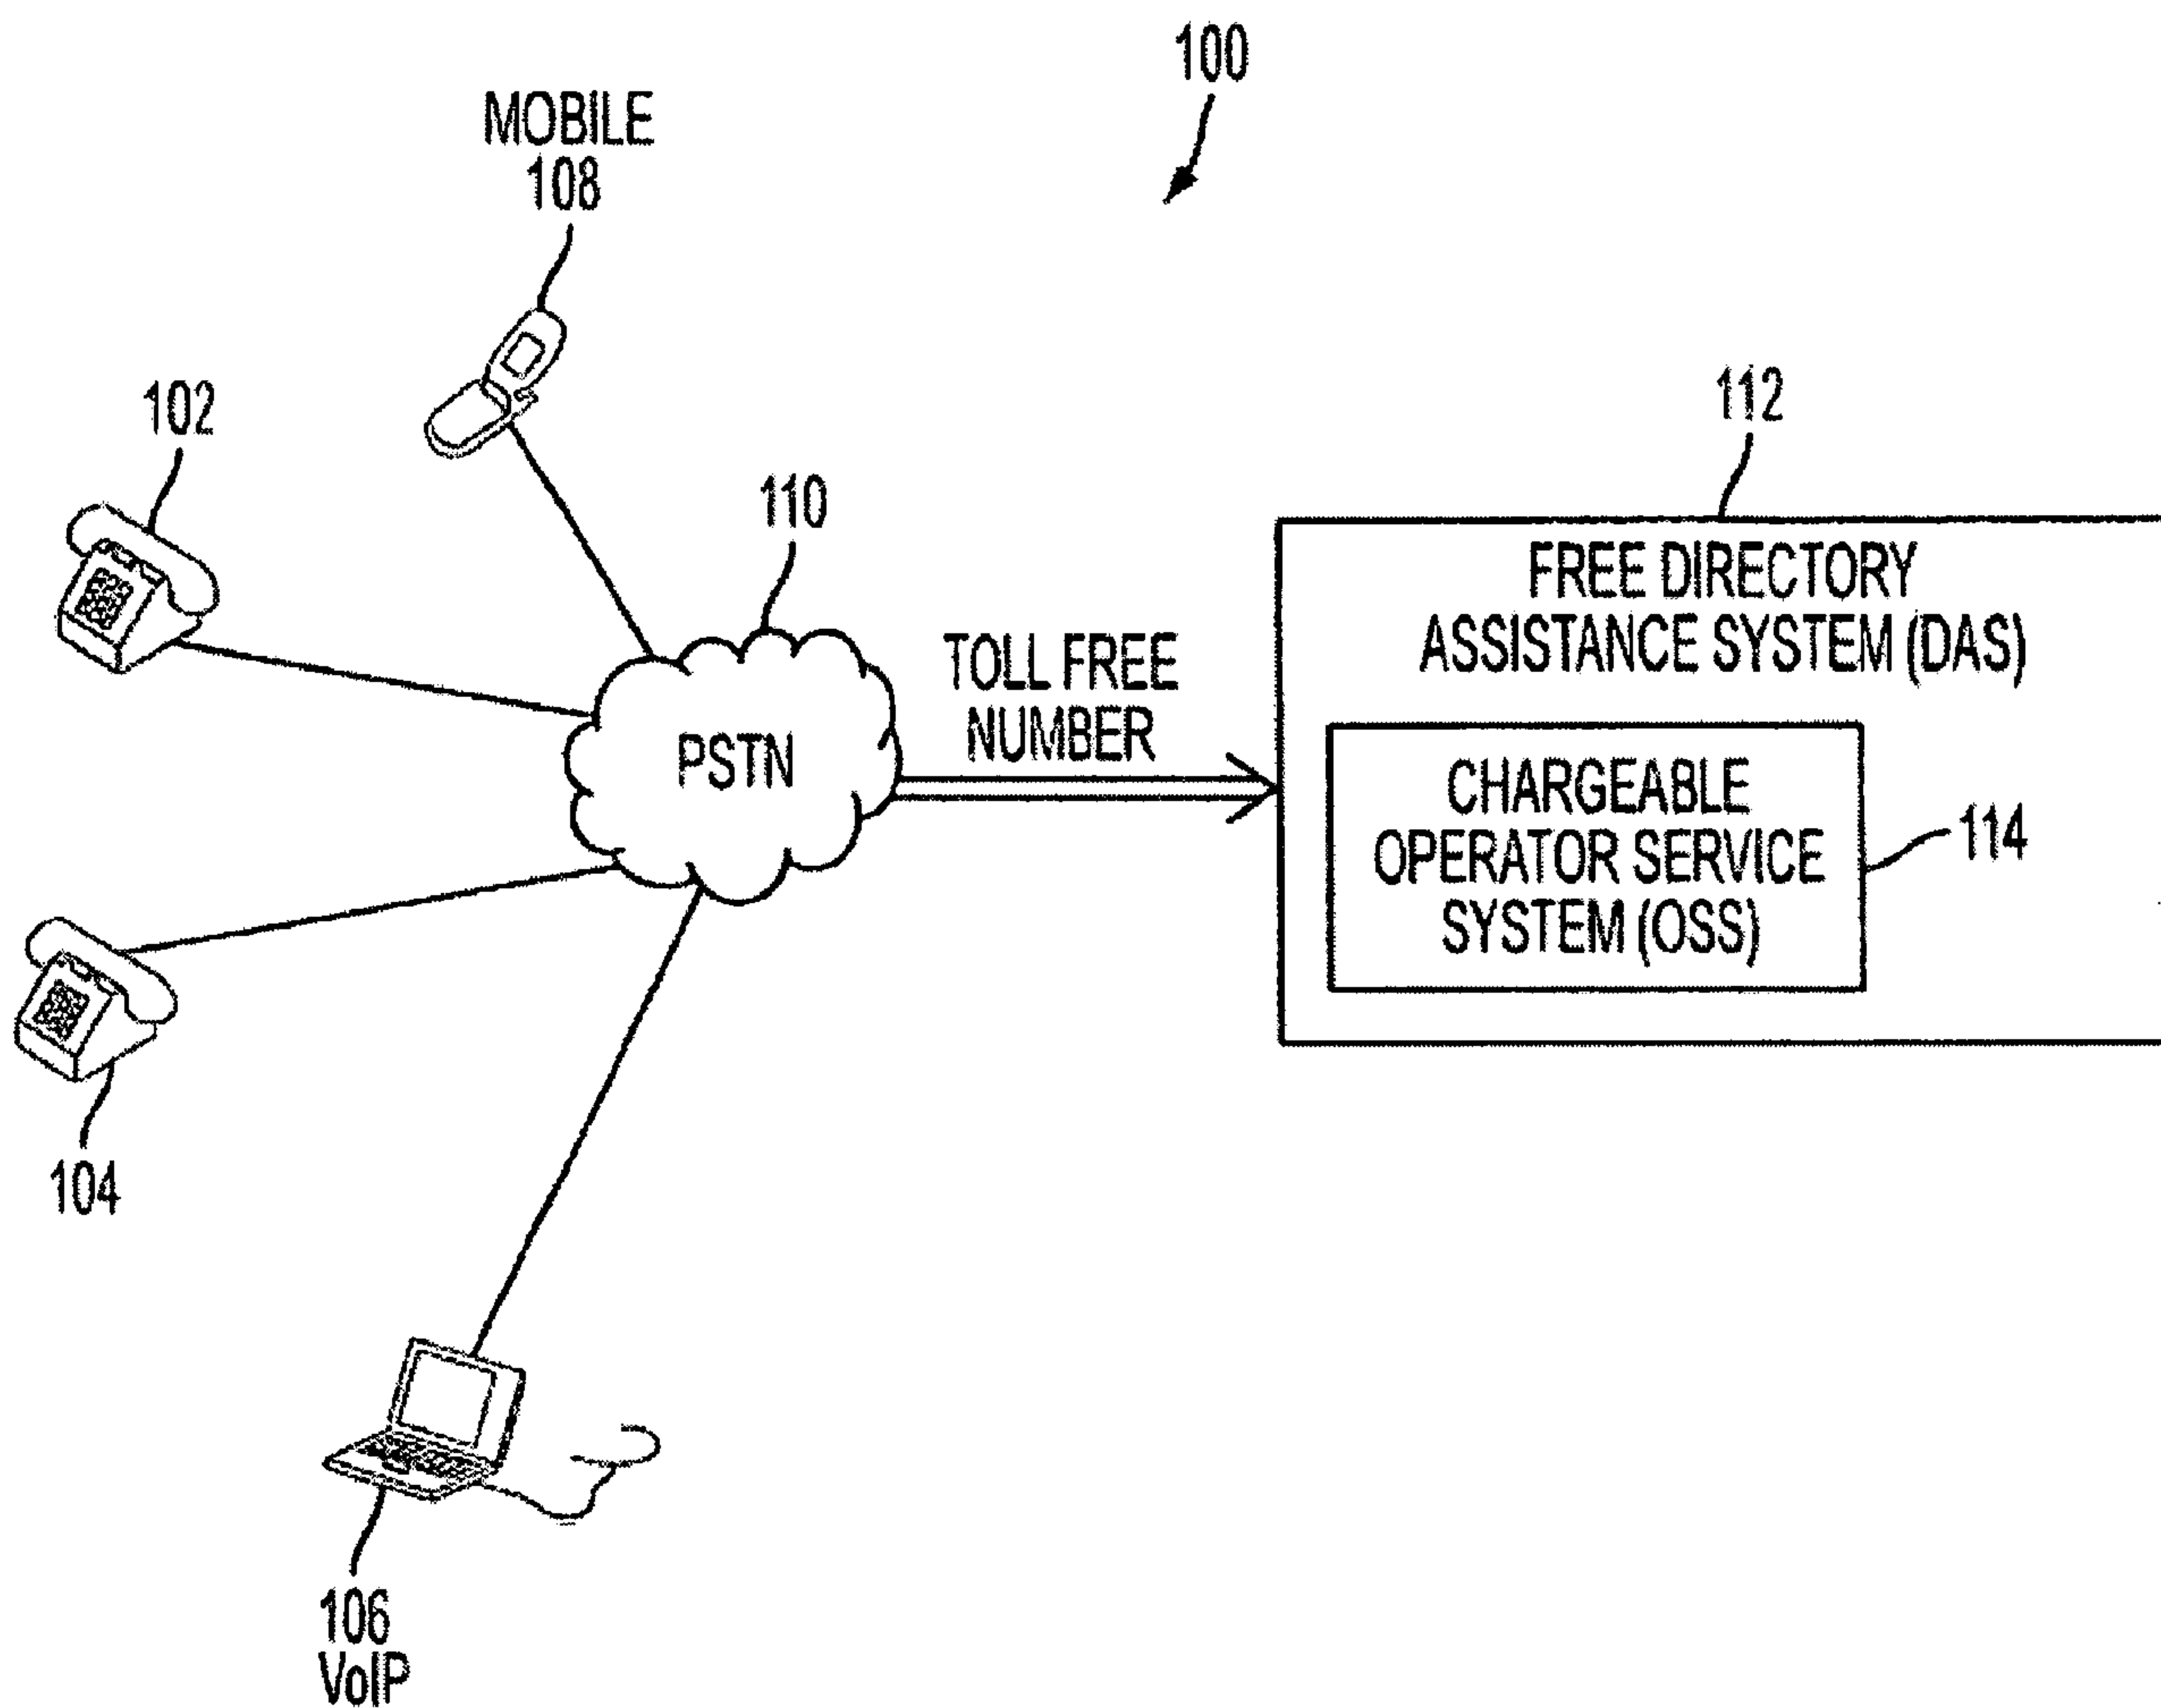 100
MOBILE
108
102
112
110
FREE DIRECTORY
ASSISTANCE SYSTEM (DAS)
TOLL FREE
NUMBER
PSTN
CHARGEABLE
OPERATOR SERVICE
SYSTEM (OSS)
114
104
106
VoIP